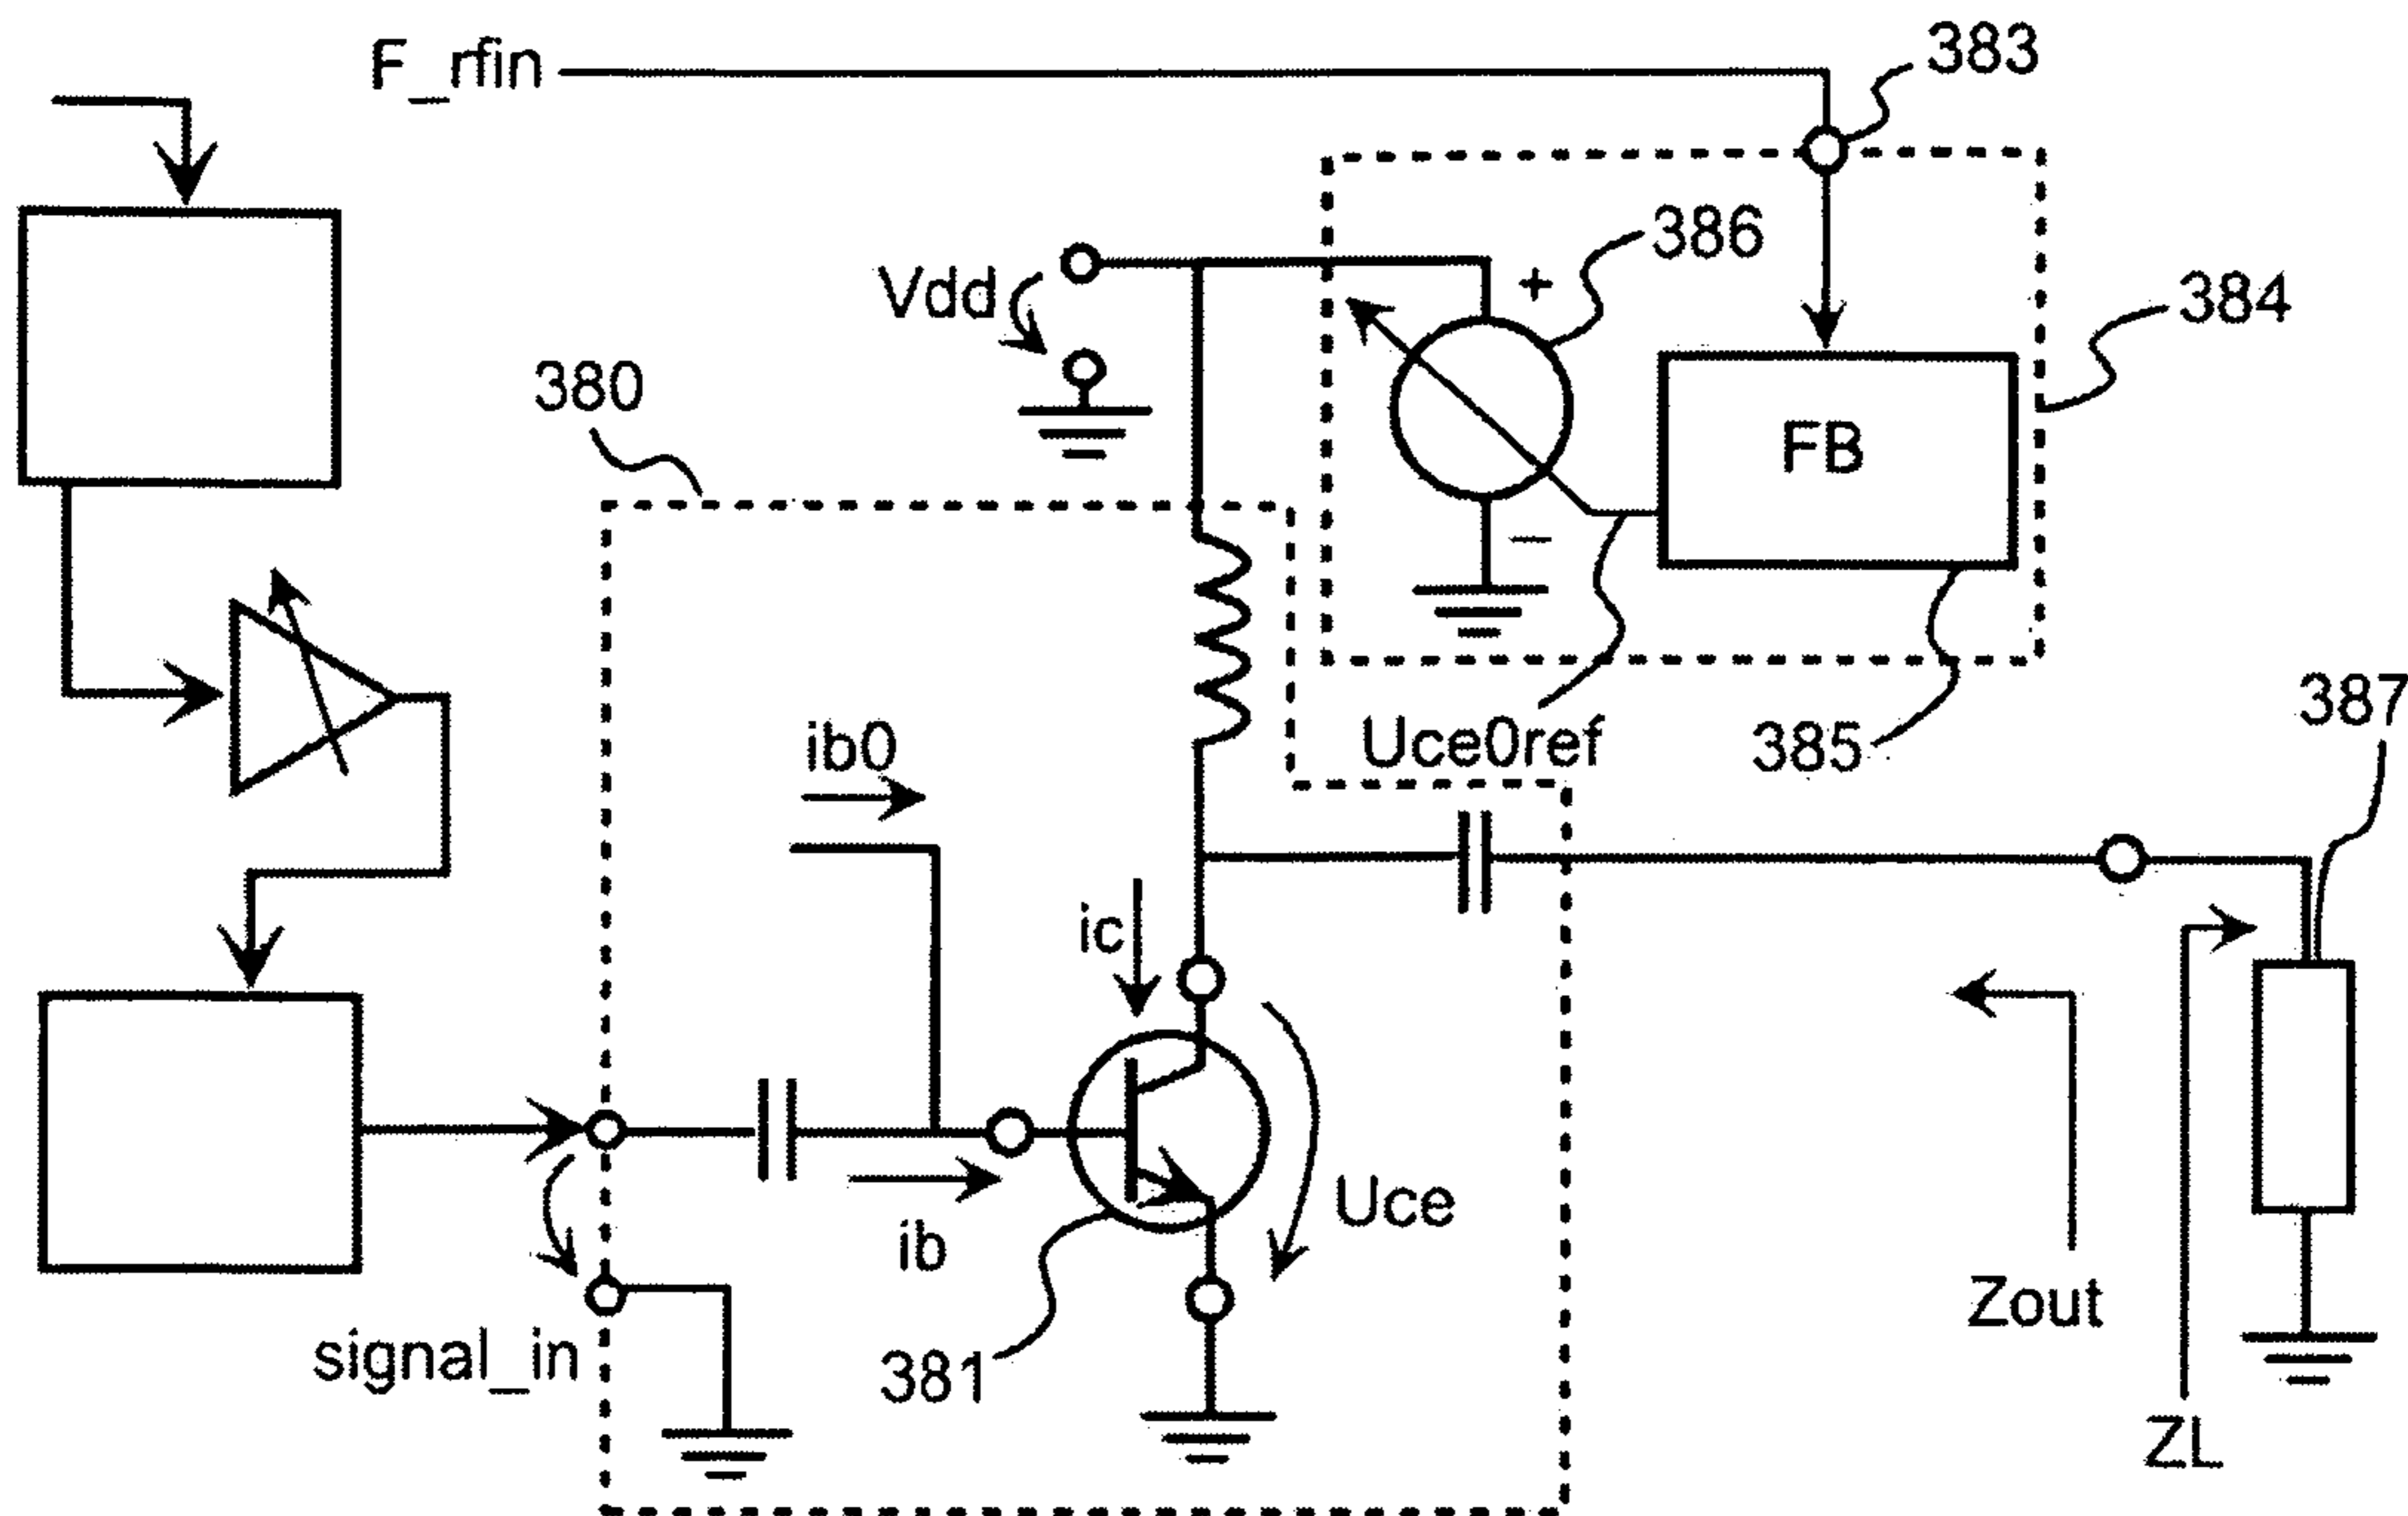 F_rfin
383
386
+
384
Vdd
380
FB
−
387
ib0
Uce0ref
385
ic
Uce
ib
Zout
signal_in
381
ZL